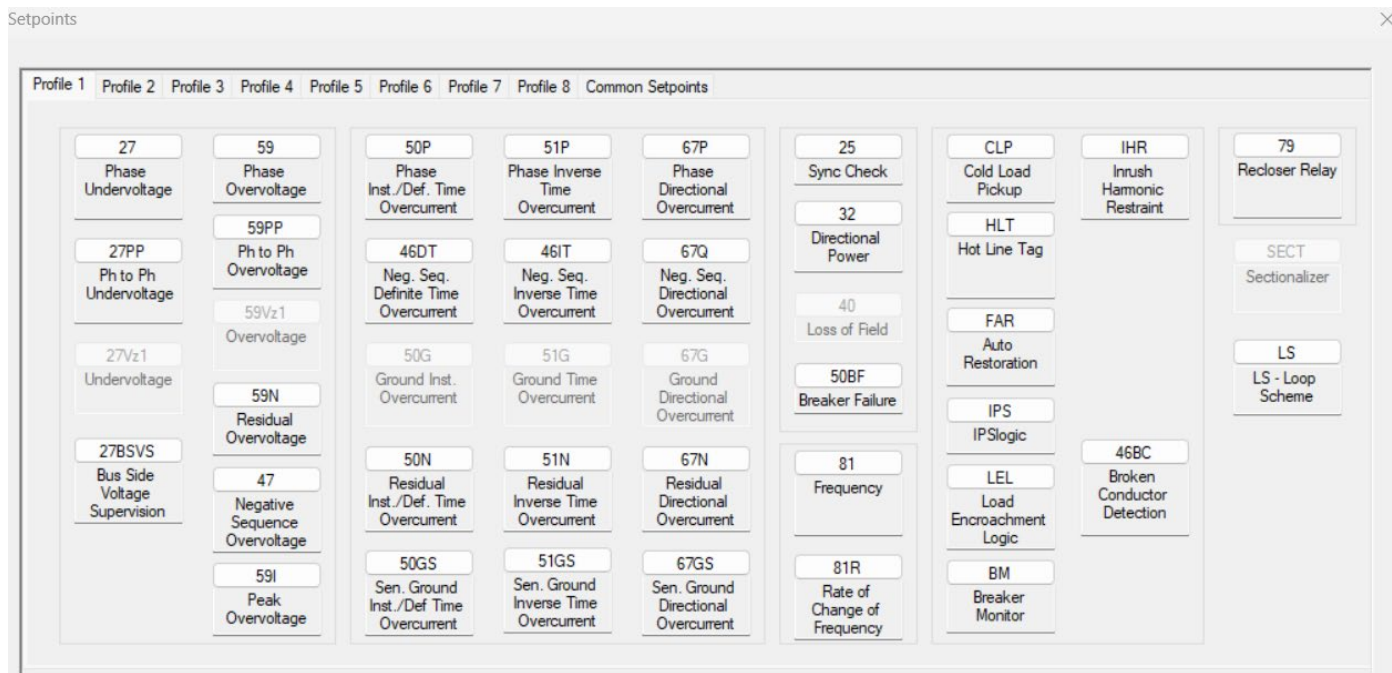 Setpoints
Profile 1 Profile 2 Profile 3 Profile 4 Profile 5 Profile 6 Profile 7 Profile 8 Common Setpoints
27
Phase
Undervoltage
27PP
Ph to Ph
Undervoltage
27Vz1
Undervoltage
27BSVS
Bus Side
Voltage
Supervision
59
Phase
Overvoltage
59PP
Ph to Ph
Overvoltage
59Vz1
Overvoltage
59N
Residual
Overvoltage
47
Negative
Sequence
Overvoltage
59I
Peak
Overvoltage
50P
Phase
Inst./Def. Time
Overcurrent
46DT
Neg. Seq.
Definite Time
Overcurrent
50G
Ground Inst.
Overcurrent
50N
Residual
Inst./Def. Time
Overcurrent
50GS
Sen. Ground
Inst./Def Time
Overcurrent
51P
Phase Inverse
Time
Overcurrent
46IT
Neg. Seq.
Inverse Time
Overcurrent
51G
Ground Time
Overcurrent
51N
Residual
Inverse Time
Overcurrent
51GS
Sen. Ground
Inverse Time
Overcurrent
67P
Phase
Directional
Overcurrent
67Q
Neg. Seq.
Directional
Overcurrent
67G
Ground
Directional
Overcurrent
67N
Residual
Directional
Overcurrent
67GS
Sen. Ground
Directional
Overcurrent
25
Sync Check
32
Directional
Power
40
Loss of Field
50BF
Breaker Failure
81
Frequency
81R
Rate of
Change of
Frequency
CLP
Cold Load
Pickup
HLT
Hot Line Tag
FAR
Auto
Restoration
IPS
IPSlogic
LEL
Load
Encroachment
Logic
BM
Breaker
Monitor
IHR
Inrush
Harmonic
Restraint
46BC
Broken
Conductor
Detection
79
Recloser Relay
SECT
Sectionalizer
LS
LS - Loop
Scheme